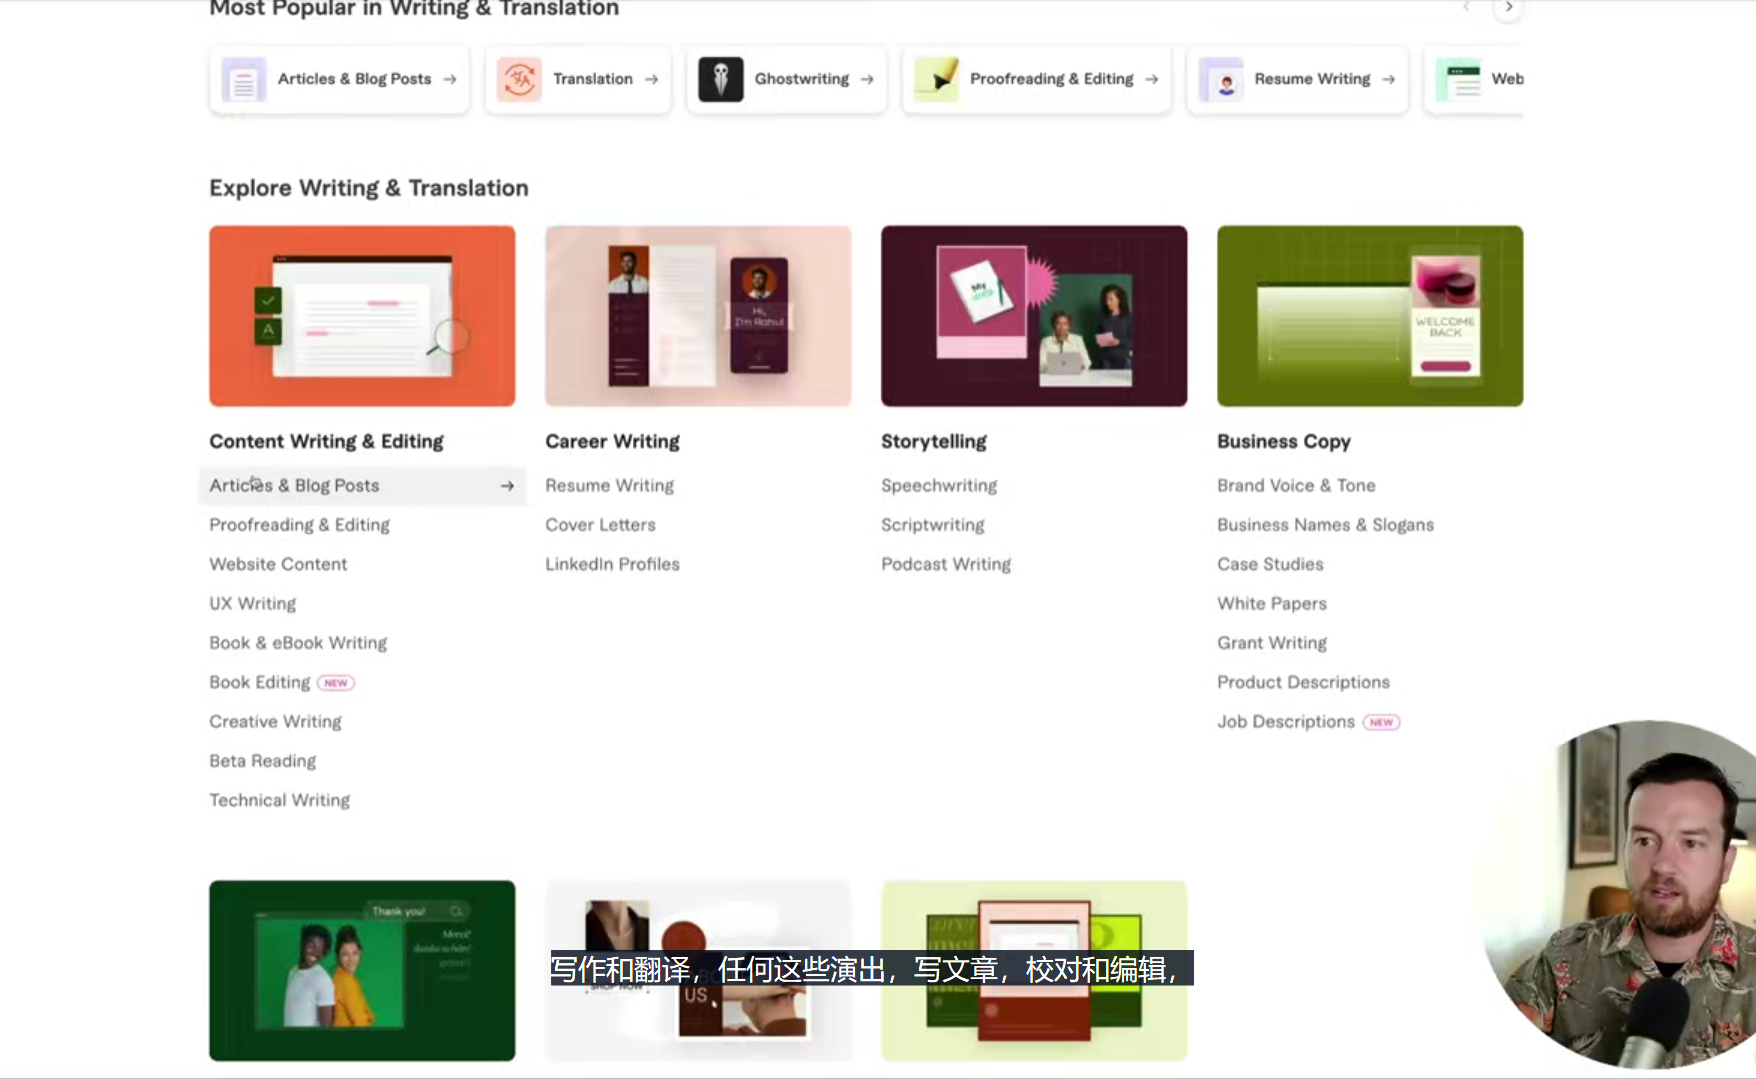 Most Popular in Writing & Translation
Articles & Blog Posts
Translation
Ghostwriting
Proofreading & Editing
Resume Writing
Web
Explore Writing & Translation
Hi,
I'm Rahul
My
WELCOME
BACK
Content Writing & Editing
Articles & Blog Posts
Proofreading & Editing
Website Content
UX Writing
Book & eBook Writing
Book Editing NEW
Creative Writing
Beta Reading
Technical Writing
Career Writing
Resume Writing
Cover Letters
LinkedIn Profiles
Storytelling
Speechwriting
Scriptwriting
Podcast Writing
Business Copy
Brand Voice & Tone
Business Names & Slogans
Case Studies
White Papers
Grant Writing
Product Descriptions
Job Descriptions NEW
Thank you!
Merci!
US
写作和翻译，任何这些演出，写文章，校对和编辑，